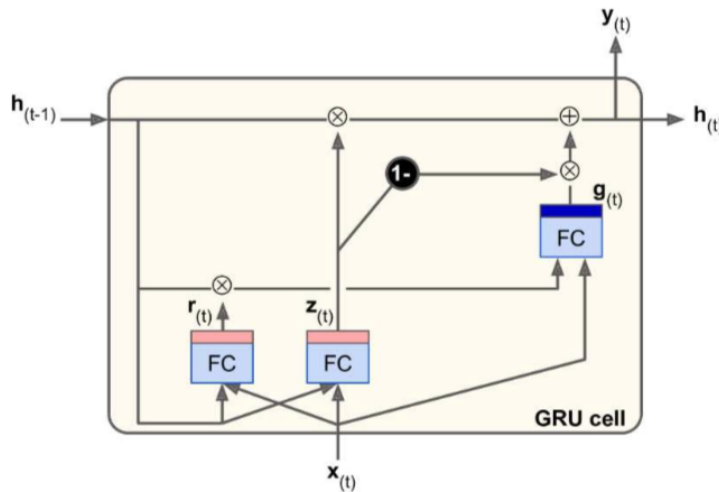 y(t)
h(t-1)
h(t)
1-
g(t)
FC
r(t)
z(t)
FC
FC
GRU cell
x(t)